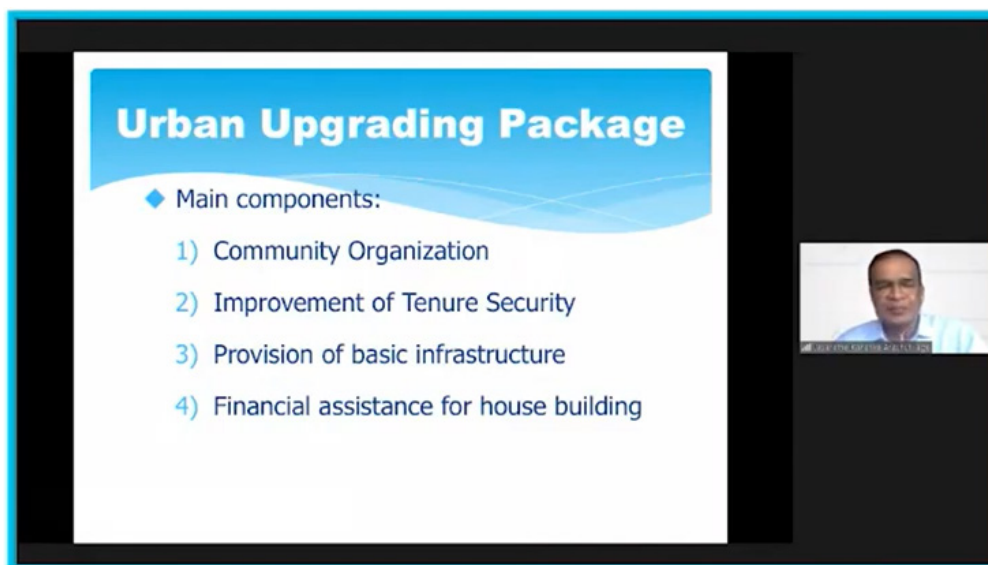 Urban Upgrading Package
◆ Main components:
1) Community Organization
2) Improvement of Tenure Security
3) Provision of basic infrastructure
4) Financial assistance for house building